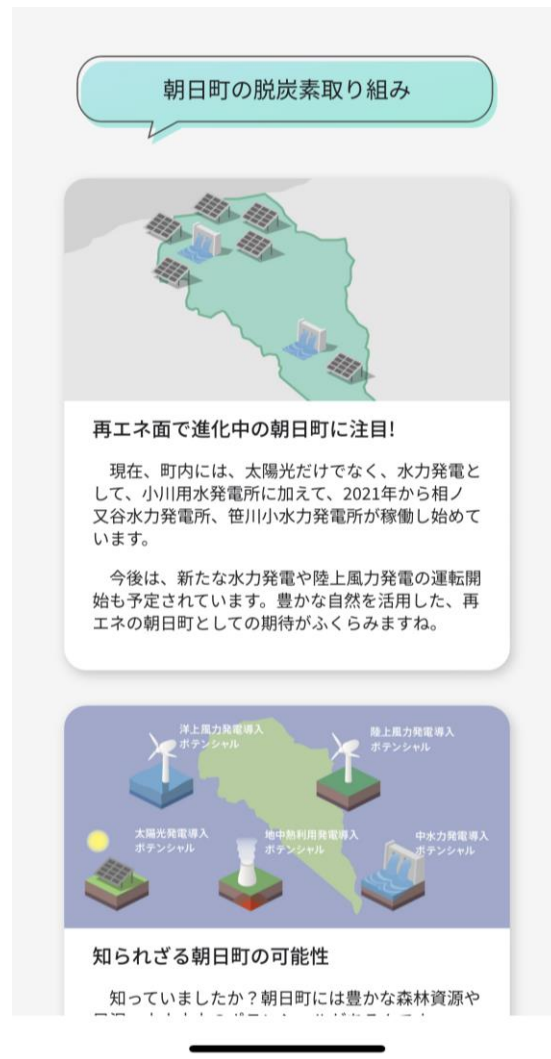 朝日町の脱炭素取り組み
再エネ面で進化中の朝日町に注目!
現在、町内には、太陽光だけでなく、水力発電と
して、小川用水発電所に加えて、2021年から相ノ
又谷水力発電所、笹川小水力発電所が稼働し始めて
います。
今後は、新たな水力発電や陸上風力発電の運転開
始も予定されています。豊かな自然を活用した、再
エネの朝日町としての期待がふくらみますね。
洋上風力発電導入
ポテンシャル
陸上風力発電導入
ポテンシャル
太陽光発電導入
ポテンシャル
地中熱利用発電導入
ポテンシャル
中水力発電導入
ポテンシャル
知られざる朝日町の可能性
知っていましたか?朝日町には豊かな森林資源や